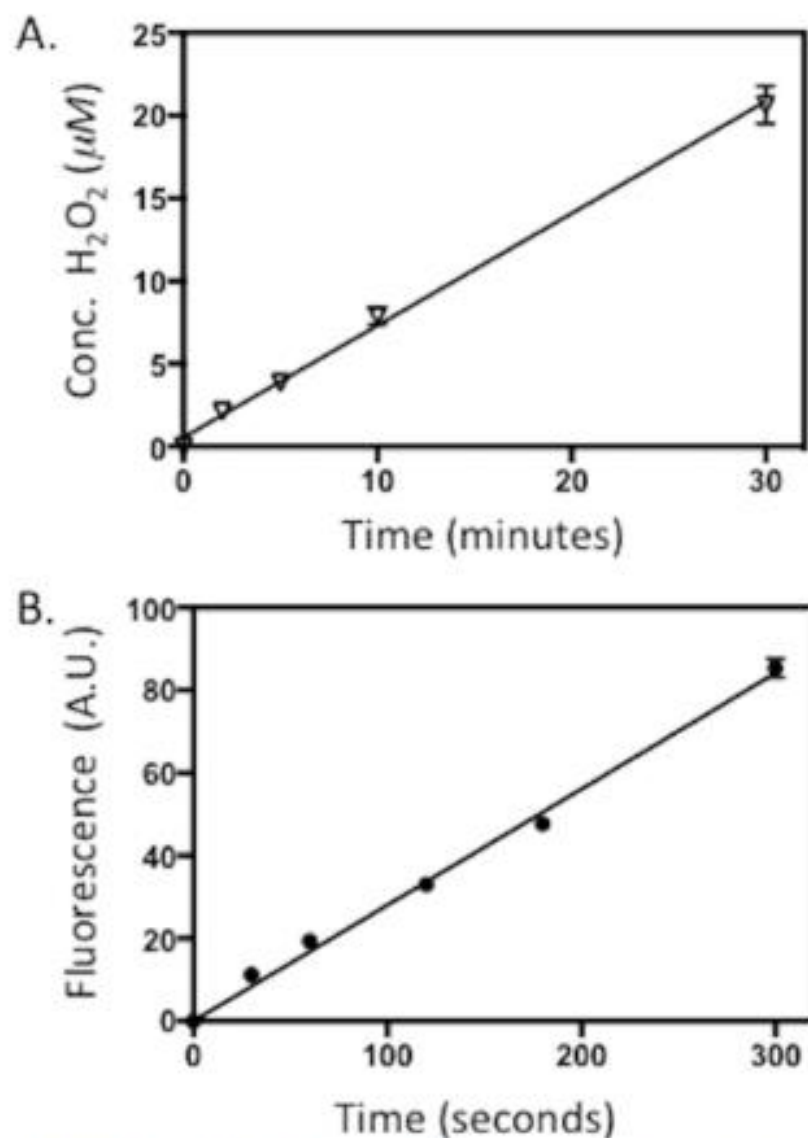 A.
Conc. H₂O₂ (μM)
25
20
15
10
5
0
0 10 20 30
Time (minutes)
B.
Fluorescence (A.U.)
100
80
60
40
20
0
0 100 200 300
Time (seconds)